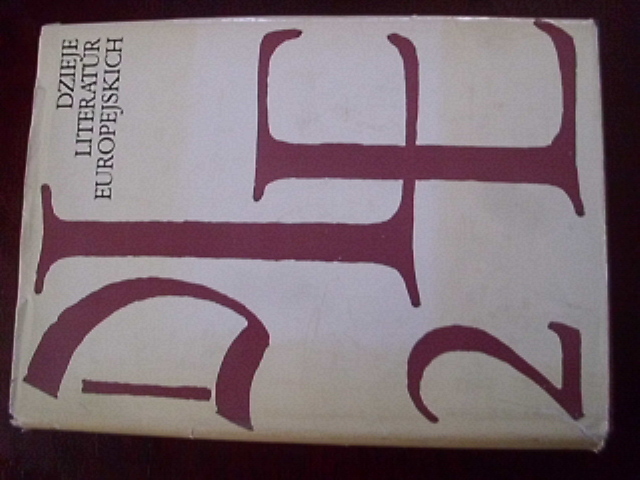 DZIEJE
LITERATUR
EUROPEJSKICH
DLE
2